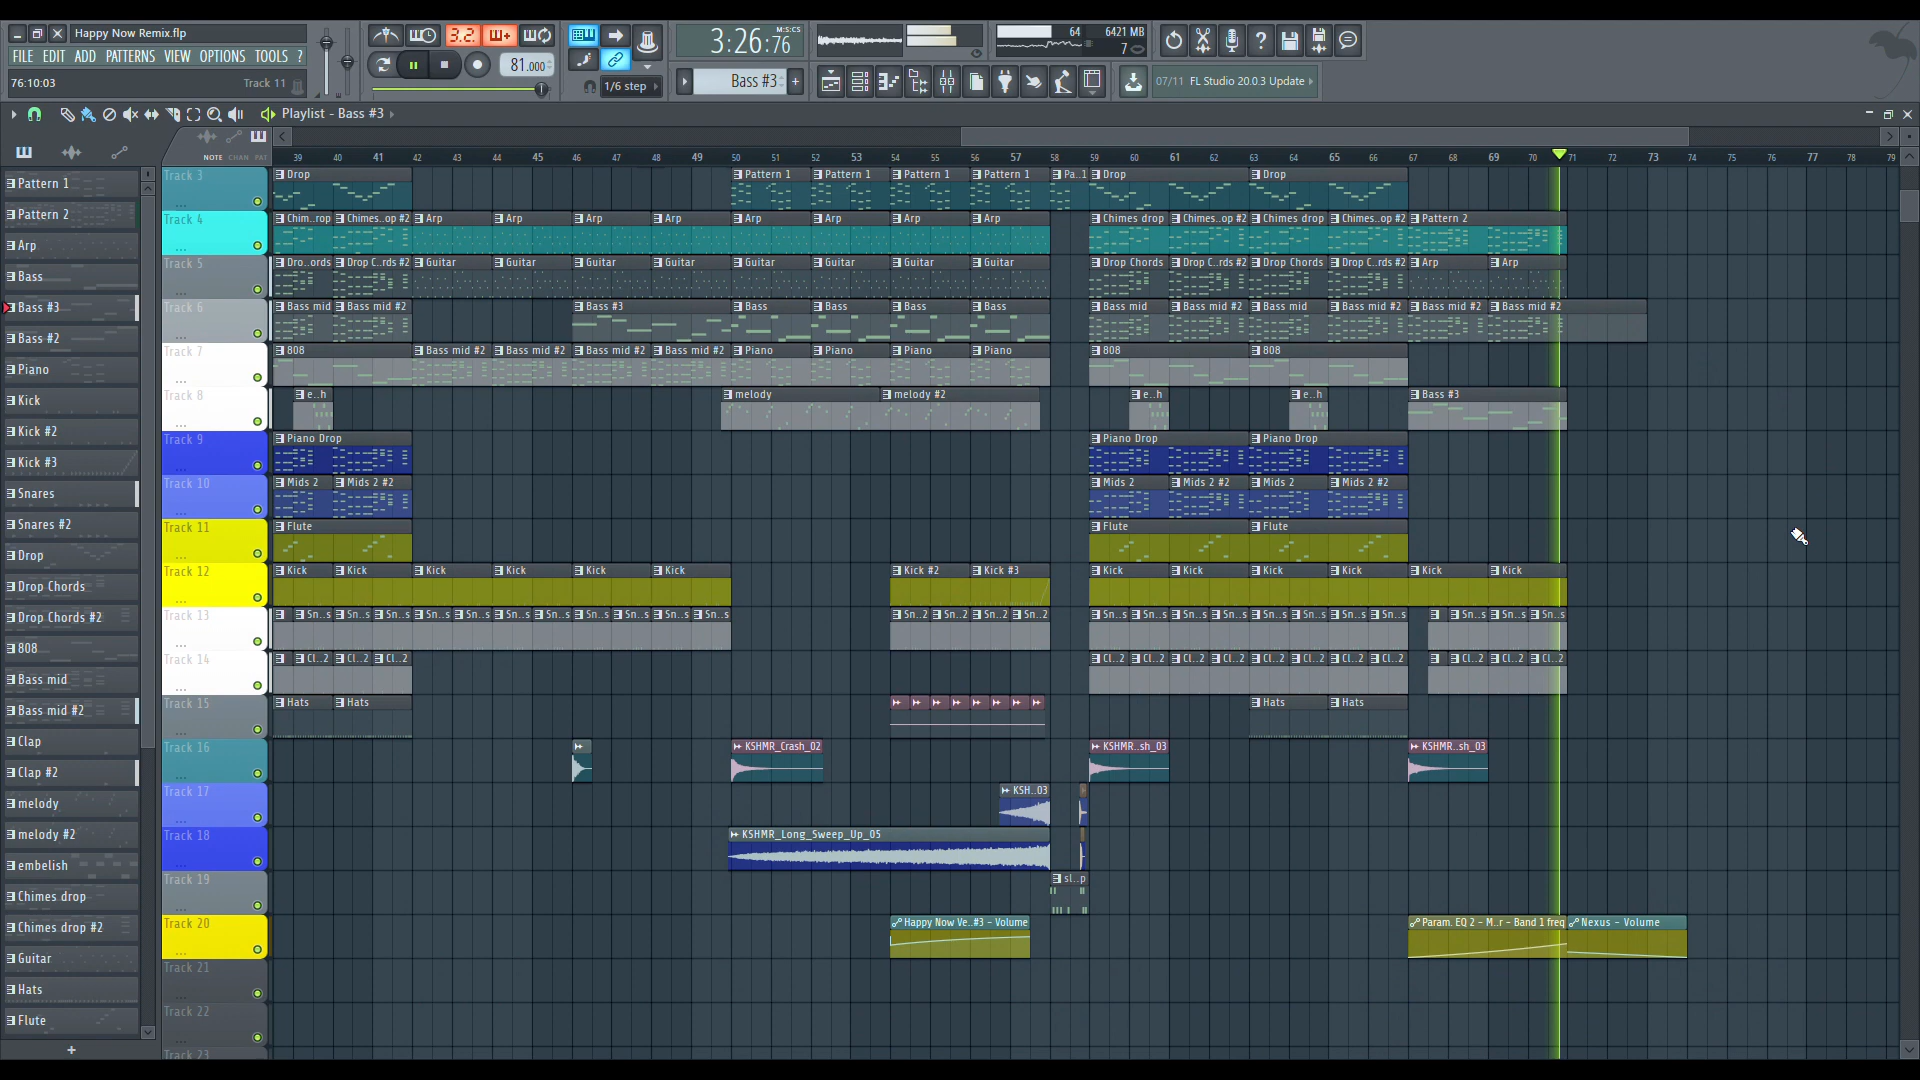 Happy Now Remix.flp
FILE EDIT ADD PATTERNS VIEW OPTIONS TOOLS ?
76:10:03 Track 11
3.2.
81.000
1/6 step
3:26:76 M:S:CS
Bass #3 +
64 6421 MB
7
07/11 FL Studio 20.0.3 Update
Playlist - Bass #3
NOTE CHAN PAT
39 40 41 42 43 44 45 46 47 48 49 50 51 52 53 54 55 56 57 58 59 60 61 62 63 64 65 66 67 68 69 70 71 72 73 74 75 76 77 78 79
Pattern 1
Pattern 2
Arp
Bass
Bass #3
Bass #2
Piano
Kick
Kick #2
Kick #3
Snares
Snares #2
Drop
Drop Chords
Drop Chords #2
808
Bass mid
Bass mid #2
Clap
Clap #2
melody
melody #2
embelish
Chimes drop
Chimes drop #2
Guitar
Hats
Flute
+
Track 3 Drop Pattern 1 Pattern 1 Pattern 1 Pattern 1 Pa..1 Drop Drop
Track 4 Chim..rop Chimes..op #2 Arp Arp Arp Arp Arp Arp Arp Arp Chimes drop Chimes..op #2 Chimes drop Chimes..op #2 Pattern 2
Track 5 Dro..ords Drop C..rds #2 Guitar Guitar Guitar Guitar Guitar Guitar Guitar Guitar Drop Chords Drop C..rds #2 Drop Chords Drop C..rds #2 Arp Arp
Track 6 Bass mid Bass mid #2 Bass #3 Bass Bass Bass Bass Bass mid Bass mid #2 Bass mid Bass mid #2 Bass mid #2 Bass mid #2
Track 7 808 Bass mid #2 Bass mid #2 Bass mid #2 Bass mid #2 Piano Piano Piano Piano 808 808
Track 8 e..h melody melody #2 e..h e..h Bass #3
Track 9 Piano Drop Piano Drop Piano Drop
Track 10 Mids 2 Mids 2 #2 Mids 2 Mids 2 #2 Mids 2 Mids 2 #2
Track 11 Flute Flute Flute
Track 12 Kick Kick Kick Kick Kick Kick Kick #2 Kick #3 Kick Kick Kick Kick Kick Kick
Track 13 Sn..s Sn..s Sn..s Sn..s Sn..s Sn..s Sn..s Sn..s Sn..s Sn..s Sn..s Sn..2 Sn..2 Sn..2 Sn..2 Sn..s Sn..s Sn..s Sn..s Sn..s Sn..s Sn..s Sn..s Sn..s Sn..s Sn..s
Track 14 Cl..2 Cl..2 Cl..2 Cl..2 Cl..2 Cl..2 Cl..2 Cl..2 Cl..2 Cl..2 Cl..2 Cl..2 Cl..2 Cl..2
Track 15 Hats Hats Hats Hats
Track 16 KSHMR_Crash_02 KSHMR..sh_03 KSHMR..sh_03
Track 17 KSH..03
Track 18 KSHMR_Long_Sweep_Up_05
Track 19 sl..p
Track 20 Happy Now Ve..#3 - Volume Param. EQ 2 - M..r - Band 1 freq Nexus - Volume
Track 21
Track 22
Track 23